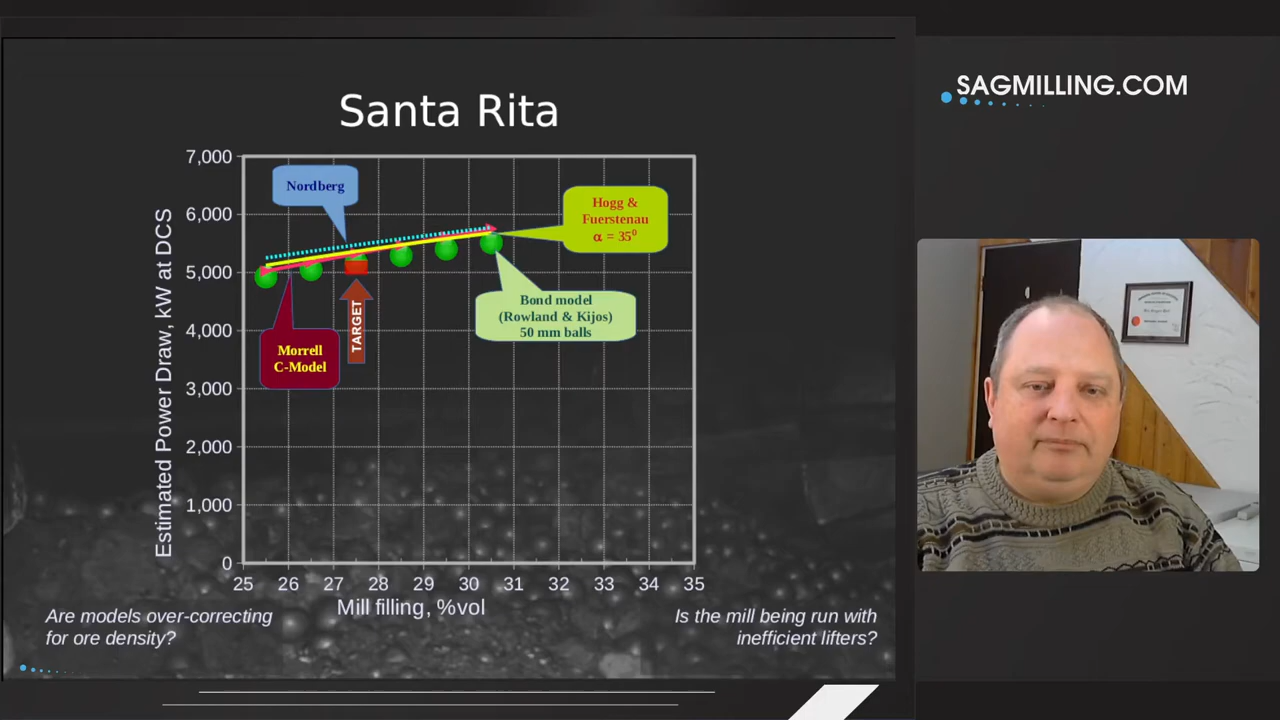 SAGMILLING.COM
Santa Rita
Estimated Power Draw, kW at DCS
7,000
6,000
5,000
4,000
3,000
2,000
1,000
0
Nordberg
Hogg &
Fuerstenau
α = 35⁰
Bond model
(Rowland & Kijos)
50 mm balls
Morrell
C-Model
TARGET
25 26 27 28 29 30 31 32 33 34 35
Mill filling, %vol
Are models over-correcting
for ore density?
Is the mill being run with
inefficient lifters?